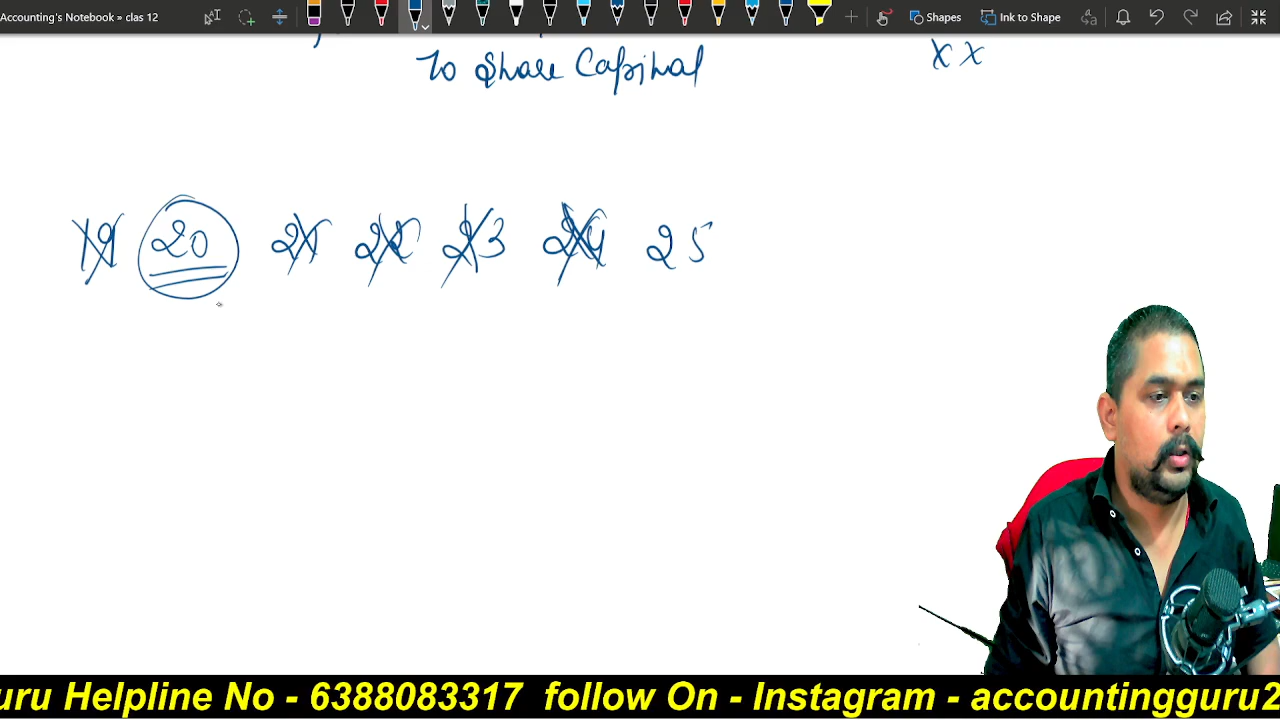 Accounting's Notebook » clas 12
Shapes
Ink to Shape
To Share Capital
XX
19 20 21 22 23 24 25
uru Helpline No - 6388083317 follow On - Instagram - accountingguru2